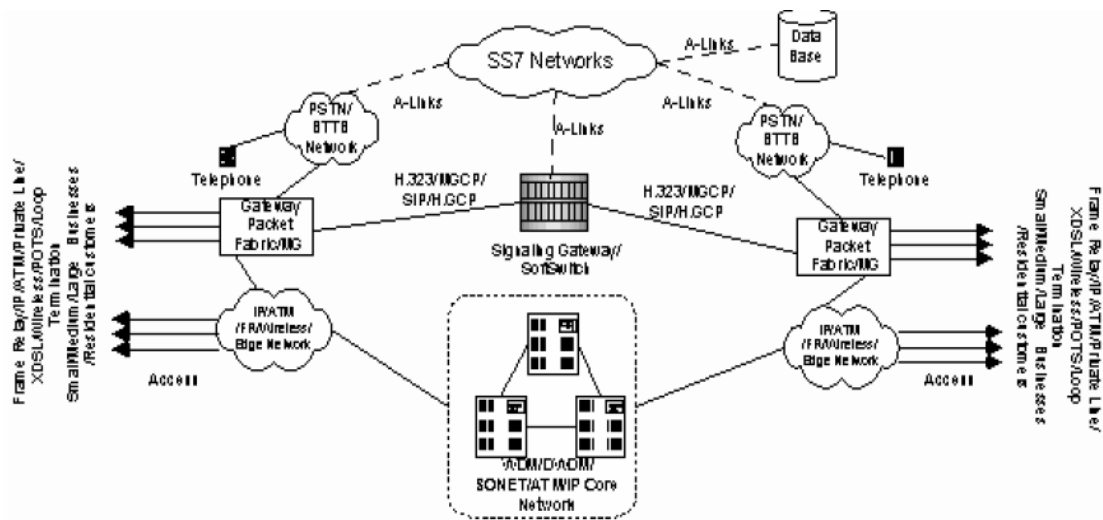 SS7 Networks
A-Links
Data
Base
A-Links
A-Links
A-Links
PSTN/
BTTB
Network
PSTN/
BTTB
Network
Telephone
Telephone
H.323/MGCP/
SIP/H.GCP
H.323/MGCP/
SIP/H.GCP
Gateway/
Packet
Fabric/MG
Signaling Gateway/
SoftSwitch
Gateway/
Packet
Fabric/MG
Frame Relay/IP/ATM/Private Line/
XDSL/Wireless/POTS/Loop
Termination
Small/Medium/Large Businesses
/Residential customers
Frame Relay/IP/ATM/Private Line/
XDSL/Wireless/POTS/Loop
Termination
Small/Medium/Large Businesses
/Residential customers
IP/ATM
/FR/Wireless/
Edge Network
Access
IP/ATM
/FR/Wireless/
Edge Network
Access
SONET/ATM/IP Core
Network